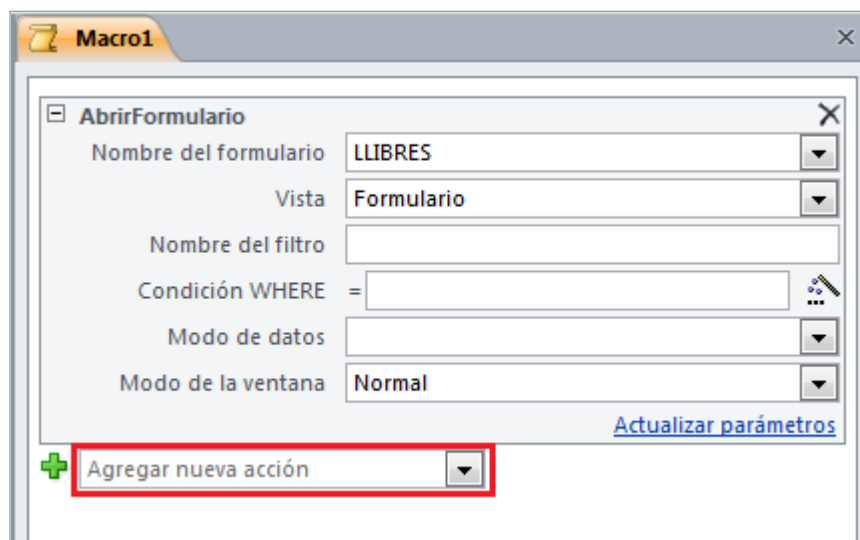 Macro1
AbrirFormulario
Nombre del formulario LLIBRES
Vista Formulario
Nombre del filtro
Condición WHERE =
Modo de datos
Modo de la ventana Normal
Actualizar parámetros
Agregar nueva acción